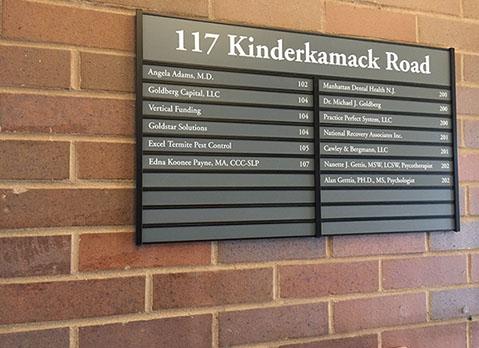 117 Kinderkamack Road
Angela Adams, M.D. 102
Goldberg Capital, LLC 104
Vertical Funding 104
Goldstar Solutions 104
Excel Termite Pest Control 105
Edna Koonee Payne, MA, CCC-SLP 107
Manhattan Dental Health N.J. 200
Dr. Michael J. Goldberg 200
Practice Perfect System, LLC 200
National Recovery Associates Inc. 201
Cawley & Bergmann, LLC 201
Nanette J. Gettis, MSW, LCSW, Psycotherapist 202
Alan Gerttis, PH.D., MS, Psychologist 202